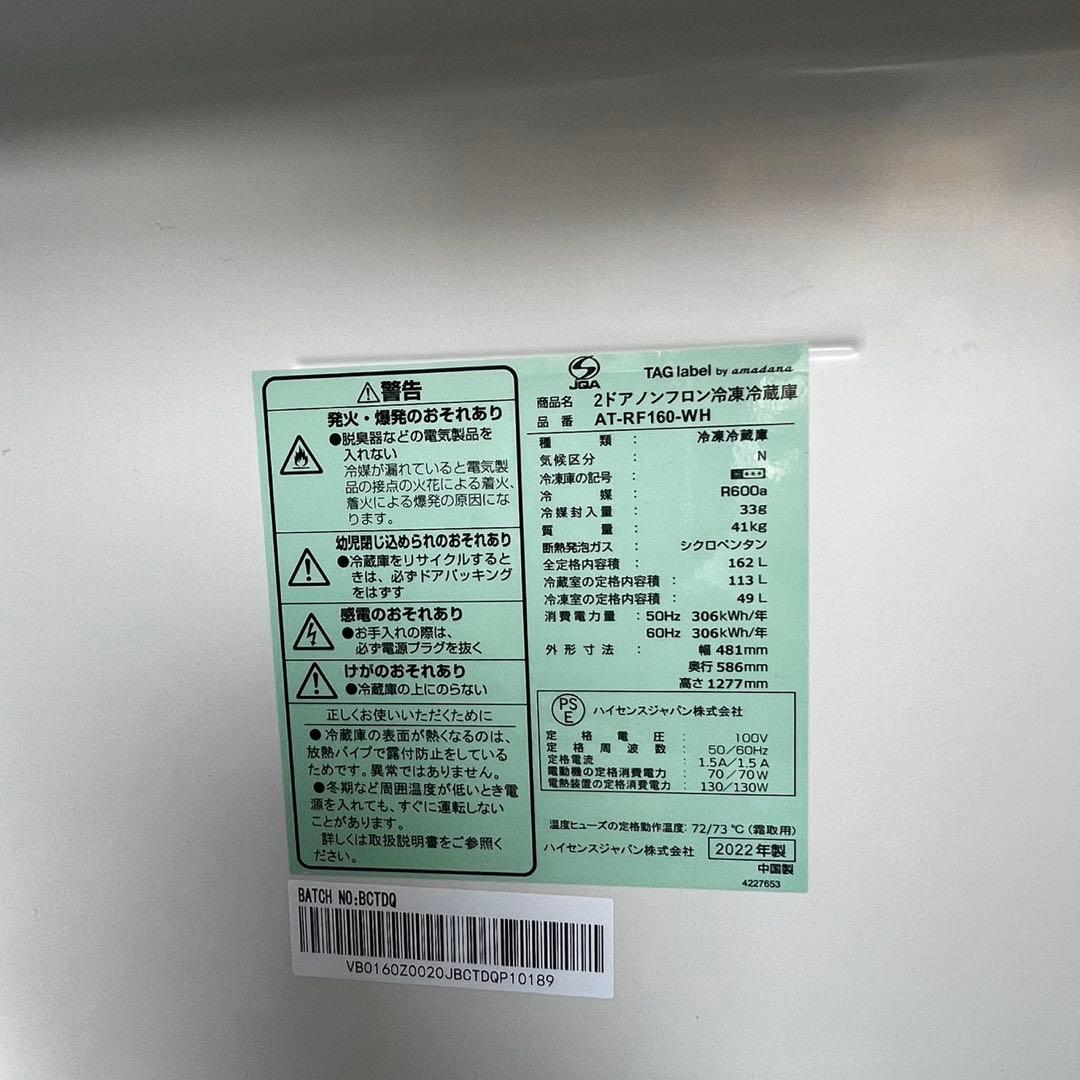 ⚠警告
発火・爆発のおそれあり
●脱臭器などの電気製品を
入れない
冷媒が漏れていると電気製
品の接点の火花による着火、
着火による爆発の原因にな
ります。
幼児閉じ込められのおそれあり
●冷蔵庫をリサイクルすると
きは、必ずドアパッキング
をはずす
感電のおそれあり
●お手入れの際は、
必ず電源プラグを抜く
けがのおそれあり
●冷蔵庫の上にのらない
正しくお使いいただくために
●冷蔵庫の表面が熱くなるのは、
放熱パイプで露付防止をしている
ためです。異常ではありません。
●冬期など周囲温度が低いとき電
源を入れても、すぐに運転しない
ことがあります。
詳しくは取扱説明書をご参照く
ださい。
JQA
TAG label by amadana
商品名 2ドアノンフロン冷凍冷蔵庫
品番 AT-RF160-WH
種類 : 冷凍冷蔵庫
気候区分 : N
冷凍庫の記号 :
冷媒 : R600a
冷媒封入量 : 33g
質量 : 41kg
断熱発泡ガス : シクロペンタン
全定格内容積 : 162 L
冷蔵室の定格内容積 : 113 L
冷凍室の定格内容積 : 49 L
消費電力量 : 50Hz 306kWh/年
60Hz 306kWh/年
外形寸法 : 幅 481mm
奥行 586mm
高さ 1277mm
PSE ハイセンスジャパン株式会社
定格電圧 : 100V
定格周波数 : 50/60Hz
定格電流 : 1.5A/1.5A
電動機の定格消費電力 : 70/70W
電熱装置の定格消費電力 : 130/130W
温度ヒューズの定格動作温度: 72/73℃(霜取用)
ハイセンスジャパン株式会社 2022年製
中国製
4227653
BATCH NO:BCTDQ
VB0160Z0020JBCTDQP10189